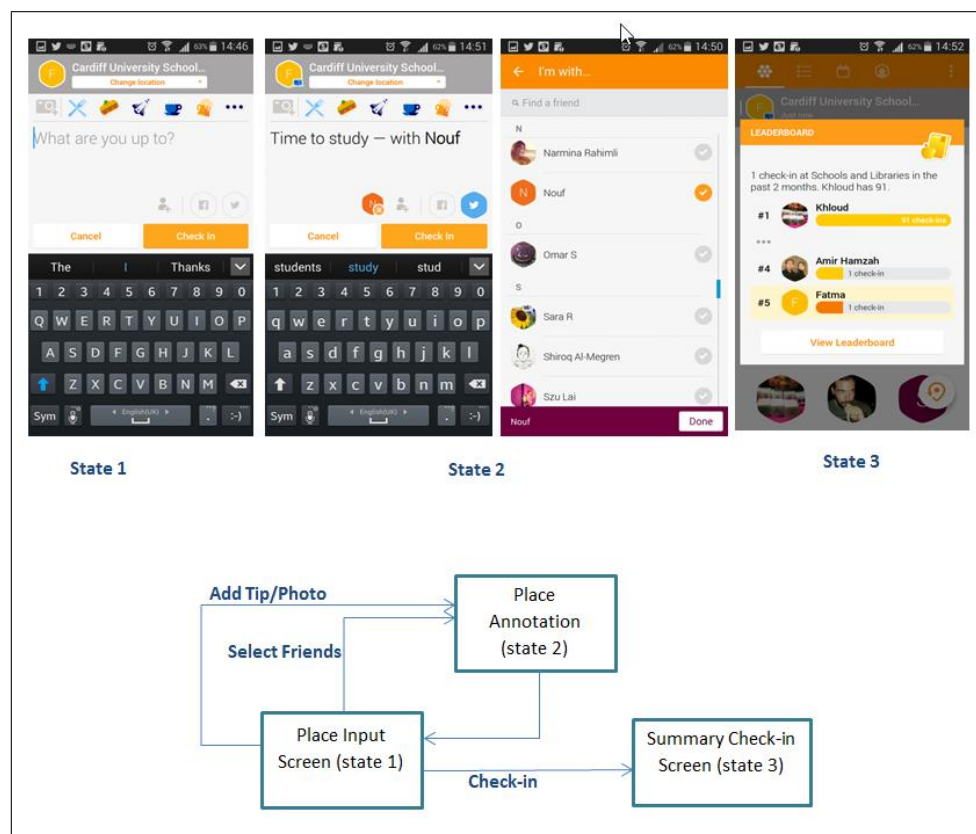 63% 14:46
Cardiff University School...
Change location
What are you up to?
Cancel
Check In
The
I
Thanks
1 2 3 4 5 6 7 8 9 0
Q W E R T Y U I O P
A S D F G H J K L
Z X C V B N M
Sym
English(UK)
.
:-)
62% 14:51
Cardiff University School...
Change location
Time to study — with Nouf
N
Cancel
Check In
students
study
stud
1 2 3 4 5 6 7 8 9 0
q w e r t y u i o p
a s d f g h j k l
z x c v b n m
Sym
English(UK)
.
:-)
62% 14:50
I'm with...
Find a friend
N
Narmina Rahimli
N
Nouf
O
Omar S
S
Sara R
Shiroq Al-Megren
Szu Lai
Nouf
Done
62% 14:52
Cardiff University School...
Just now
LEADERBOARD
1 check-in at Schools and Libraries in the
past 2 months. Khloud has 91.
#1
Khloud
91 check-ins
#4
Amir Hamzah
1 check-in
#5
F
Fatma
1 check-in
View Leaderboard
State 1
State 2
State 3
Add Tip/Photo
Select Friends
Place
Annotation
(state 2)
Place Input
Screen (state 1)
Check-in
Summary Check-in
Screen (state 3)